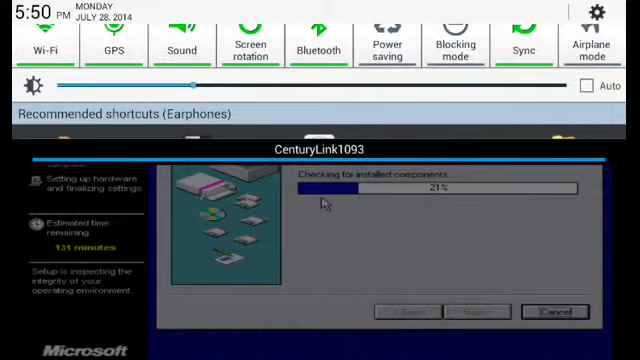 5:50 PM
MONDAY
JULY 28, 2014
Wi-Fi
GPS
Sound
Screen
rotation
Bluetooth
Power
saving
Blocking
mode
Sync
Airplane
mode
Auto
Recommended shortcuts (Earphones)
CenturyLink1093
Setting up hardware
and finalizing settings
Estimated time
remaining:
131 minutes
Setup is inspecting the
integrity of your
operating environment.
Checking for installed components...
21%
Cancel
Microsoft